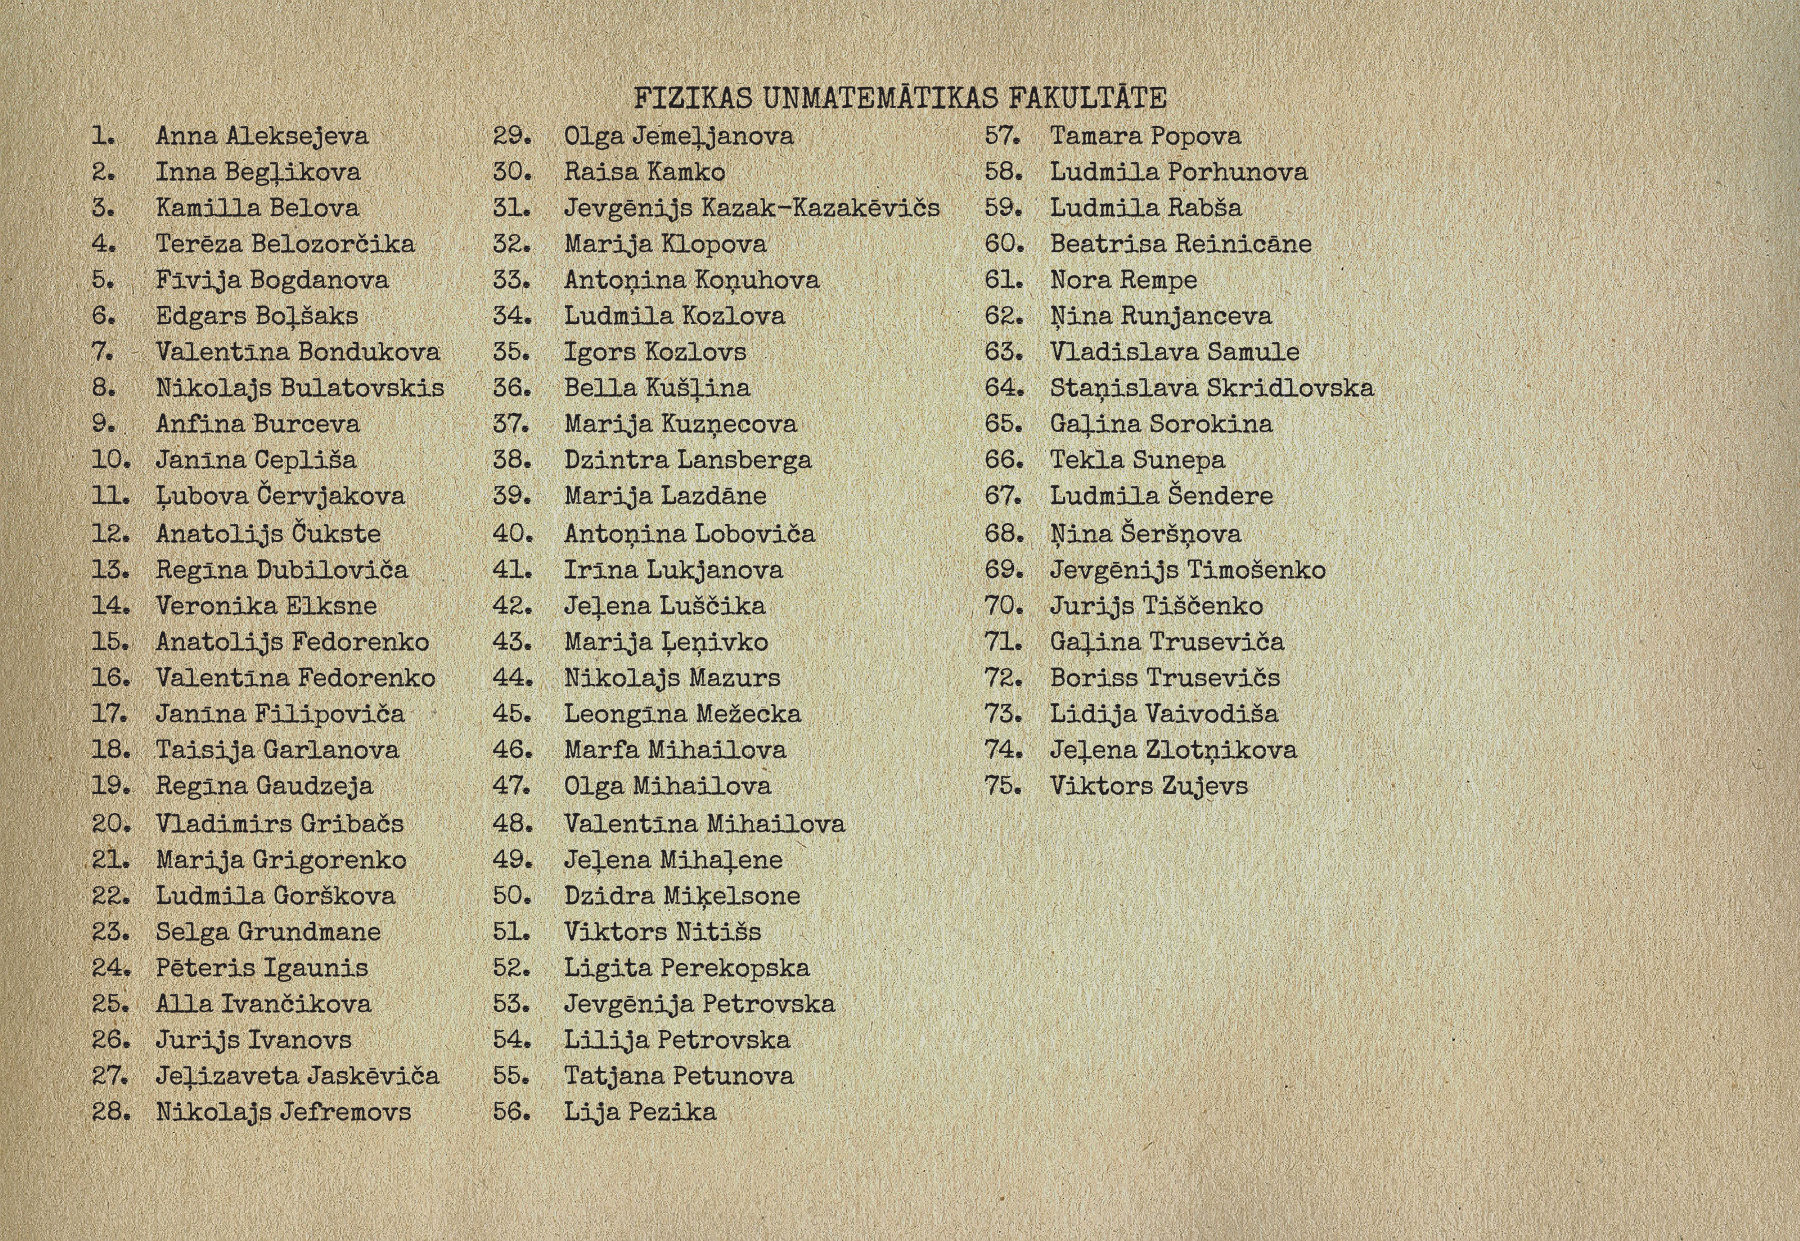 FIZIKAS UNMATEMĀTIKAS FAKULTĀTE
1. Anna Aleksejeva
2. Inna Begļikova
3. Kamilla Belova
4. Terēza Belozorčika
5. Fīvija Bogdanova
6. Edgars Boļšaks
7. Valentīna Bondukova
8. Nikolajs Bulatovskis
9. Anfina Burceva
10. Janīna Cepliša
11. Ļubova Červjakova
12. Anatolijs Čukste
13. Regīna Dubiloviča
14. Veronika Elksne
15. Anatolijs Fedorenko
16. Valentīna Fedorenko
17. Janīna Filipoviča
18. Taisija Garlanova
19. Regīna Gaudzeja
20. Vladimirs Gribačs
21. Marija Grigorenko
22. Ludmila Gorškova
23. Selga Grundmane
24. Pēteris Igaunis
25. Alla Ivančikova
26. Jurijs Ivanovs
27. Jeļizaveta Jaskēviča
28. Nikolajs Jefremovs
29. Olga Jemeļjanova
30. Raisa Kamko
31. Jevgēnijs Kazak-Kazakēvičs
32. Marija Klopova
33. Antoņina Koņuhova
34. Ludmila Kozlova
35. Igors Kozlovs
36. Bella Kušļina
37. Marija Kuzņecova
38. Dzintra Lansberga
39. Marija Lazdāne
40. Antoņina Loboviča
41. Irīna Lukjanova
42. Jeļena Luščika
43. Marija Ļeņivko
44. Nikolajs Mazurs
45. Leongīna Mežecka
46. Marfa Mihailova
47. Olga Mihailova
48. Valentīna Mihailova
49. Jeļena Mihaļene
50. Dzidra Miķelsone
51. Viktors Nitišs
52. Ligita Perekopska
53. Jevgēnija Petrovska
54. Lilija Petrovska
55. Tatjana Petunova
56. Lija Pezika
57. Tamara Popova
58. Ludmila Porhunova
59. Ludmila Rabša
60. Beatrisa Reinicāne
61. Nora Rempe
62. Ņina Runjanceva
63. Vladislava Samule
64. Staņislava Skridlovska
65. Gaļina Sorokina
66. Tekla Sunepa
67. Ludmila Šendere
68. Ņina Šeršņova
69. Jevgēnijs Timošenko
70. Jurijs Tiščenko
71. Gaļina Truseviča
72. Boriss Trusevičs
73. Lidija Vaivodiša
74. Jeļena Zlotņikova
75. Viktors Zujevs